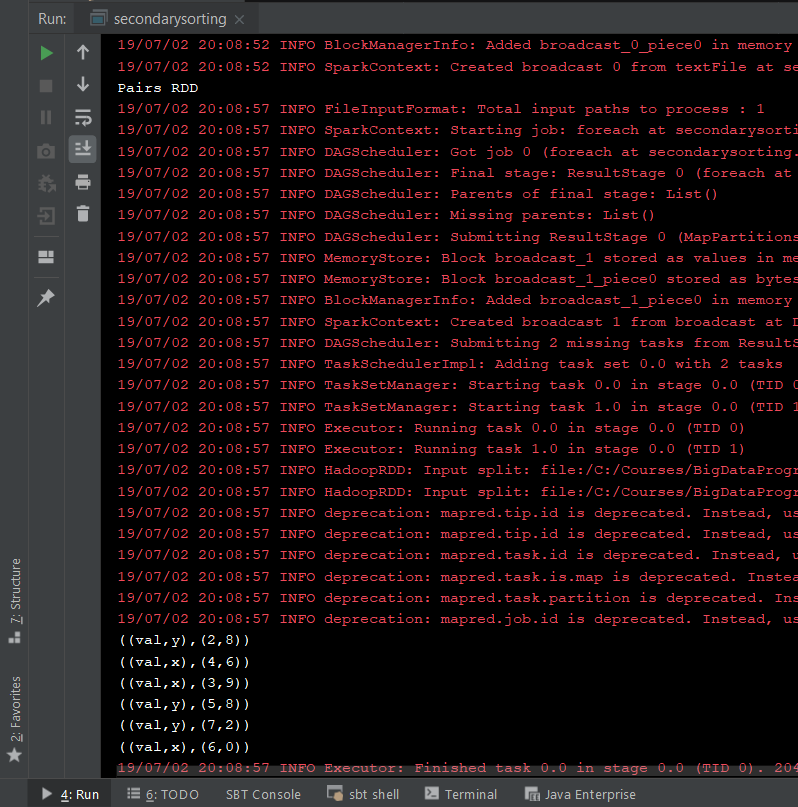 Run: secondarysorting
19/07/02 20:08:52 INFO BlockManagerInfo: Added broadcast_0_piece0 in memory
19/07/02 20:08:52 INFO SparkContext: Created broadcast 0 from textFile at se
Pairs RDD
19/07/02 20:08:57 INFO FileInputFormat: Total input paths to process : 1
19/07/02 20:08:57 INFO SparkContext: Starting job: foreach at secondarysorti
19/07/02 20:08:57 INFO DAGScheduler: Got job 0 (foreach at secondarysorting.
19/07/02 20:08:57 INFO DAGScheduler: Final stage: ResultStage 0 (foreach at
19/07/02 20:08:57 INFO DAGScheduler: Parents of final stage: List()
19/07/02 20:08:57 INFO DAGScheduler: Missing parents: List()
19/07/02 20:08:57 INFO DAGScheduler: Submitting ResultStage 0 (MapPartitions
19/07/02 20:08:57 INFO MemoryStore: Block broadcast_1 stored as values in me
19/07/02 20:08:57 INFO MemoryStore: Block broadcast_1_piece0 stored as bytes
19/07/02 20:08:57 INFO BlockManagerInfo: Added broadcast_1_piece0 in memory
19/07/02 20:08:57 INFO SparkContext: Created broadcast 1 from broadcast at D
19/07/02 20:08:57 INFO DAGScheduler: Submitting 2 missing tasks from ResultS
19/07/02 20:08:57 INFO TaskSchedulerImpl: Adding task set 0.0 with 2 tasks
19/07/02 20:08:57 INFO TaskSetManager: Starting task 0.0 in stage 0.0 (TID 0
19/07/02 20:08:57 INFO TaskSetManager: Starting task 1.0 in stage 0.0 (TID 1
19/07/02 20:08:57 INFO Executor: Running task 0.0 in stage 0.0 (TID 0)
19/07/02 20:08:57 INFO Executor: Running task 1.0 in stage 0.0 (TID 1)
19/07/02 20:08:57 INFO HadoopRDD: Input split: file:/C:/Courses/BigDataProgr
19/07/02 20:08:57 INFO HadoopRDD: Input split: file:/C:/Courses/BigDataProgr
19/07/02 20:08:57 INFO deprecation: mapred.tip.id is deprecated. Instead, us
19/07/02 20:08:57 INFO deprecation: mapred.tip.id is deprecated. Instead, us
19/07/02 20:08:57 INFO deprecation: mapred.task.id is deprecated. Instead, u
19/07/02 20:08:57 INFO deprecation: mapred.task.is.map is deprecated. Instea
19/07/02 20:08:57 INFO deprecation: mapred.task.partition is deprecated. Ins
19/07/02 20:08:57 INFO deprecation: mapred.job.id is deprecated. Instead, us
((val,y),(2,8))
((val,x),(4,6))
((val,x),(3,9))
((val,y),(5,8))
((val,y),(7,2))
((val,x),(6,0))
19/07/02 20:08:57 INFO Executor: Finished task 0.0 in stage 0.0 (TID 0). 204
7: Structure
2: Favorites
4: Run 6: TODO SBT Console sbt shell Terminal Java Enterprise